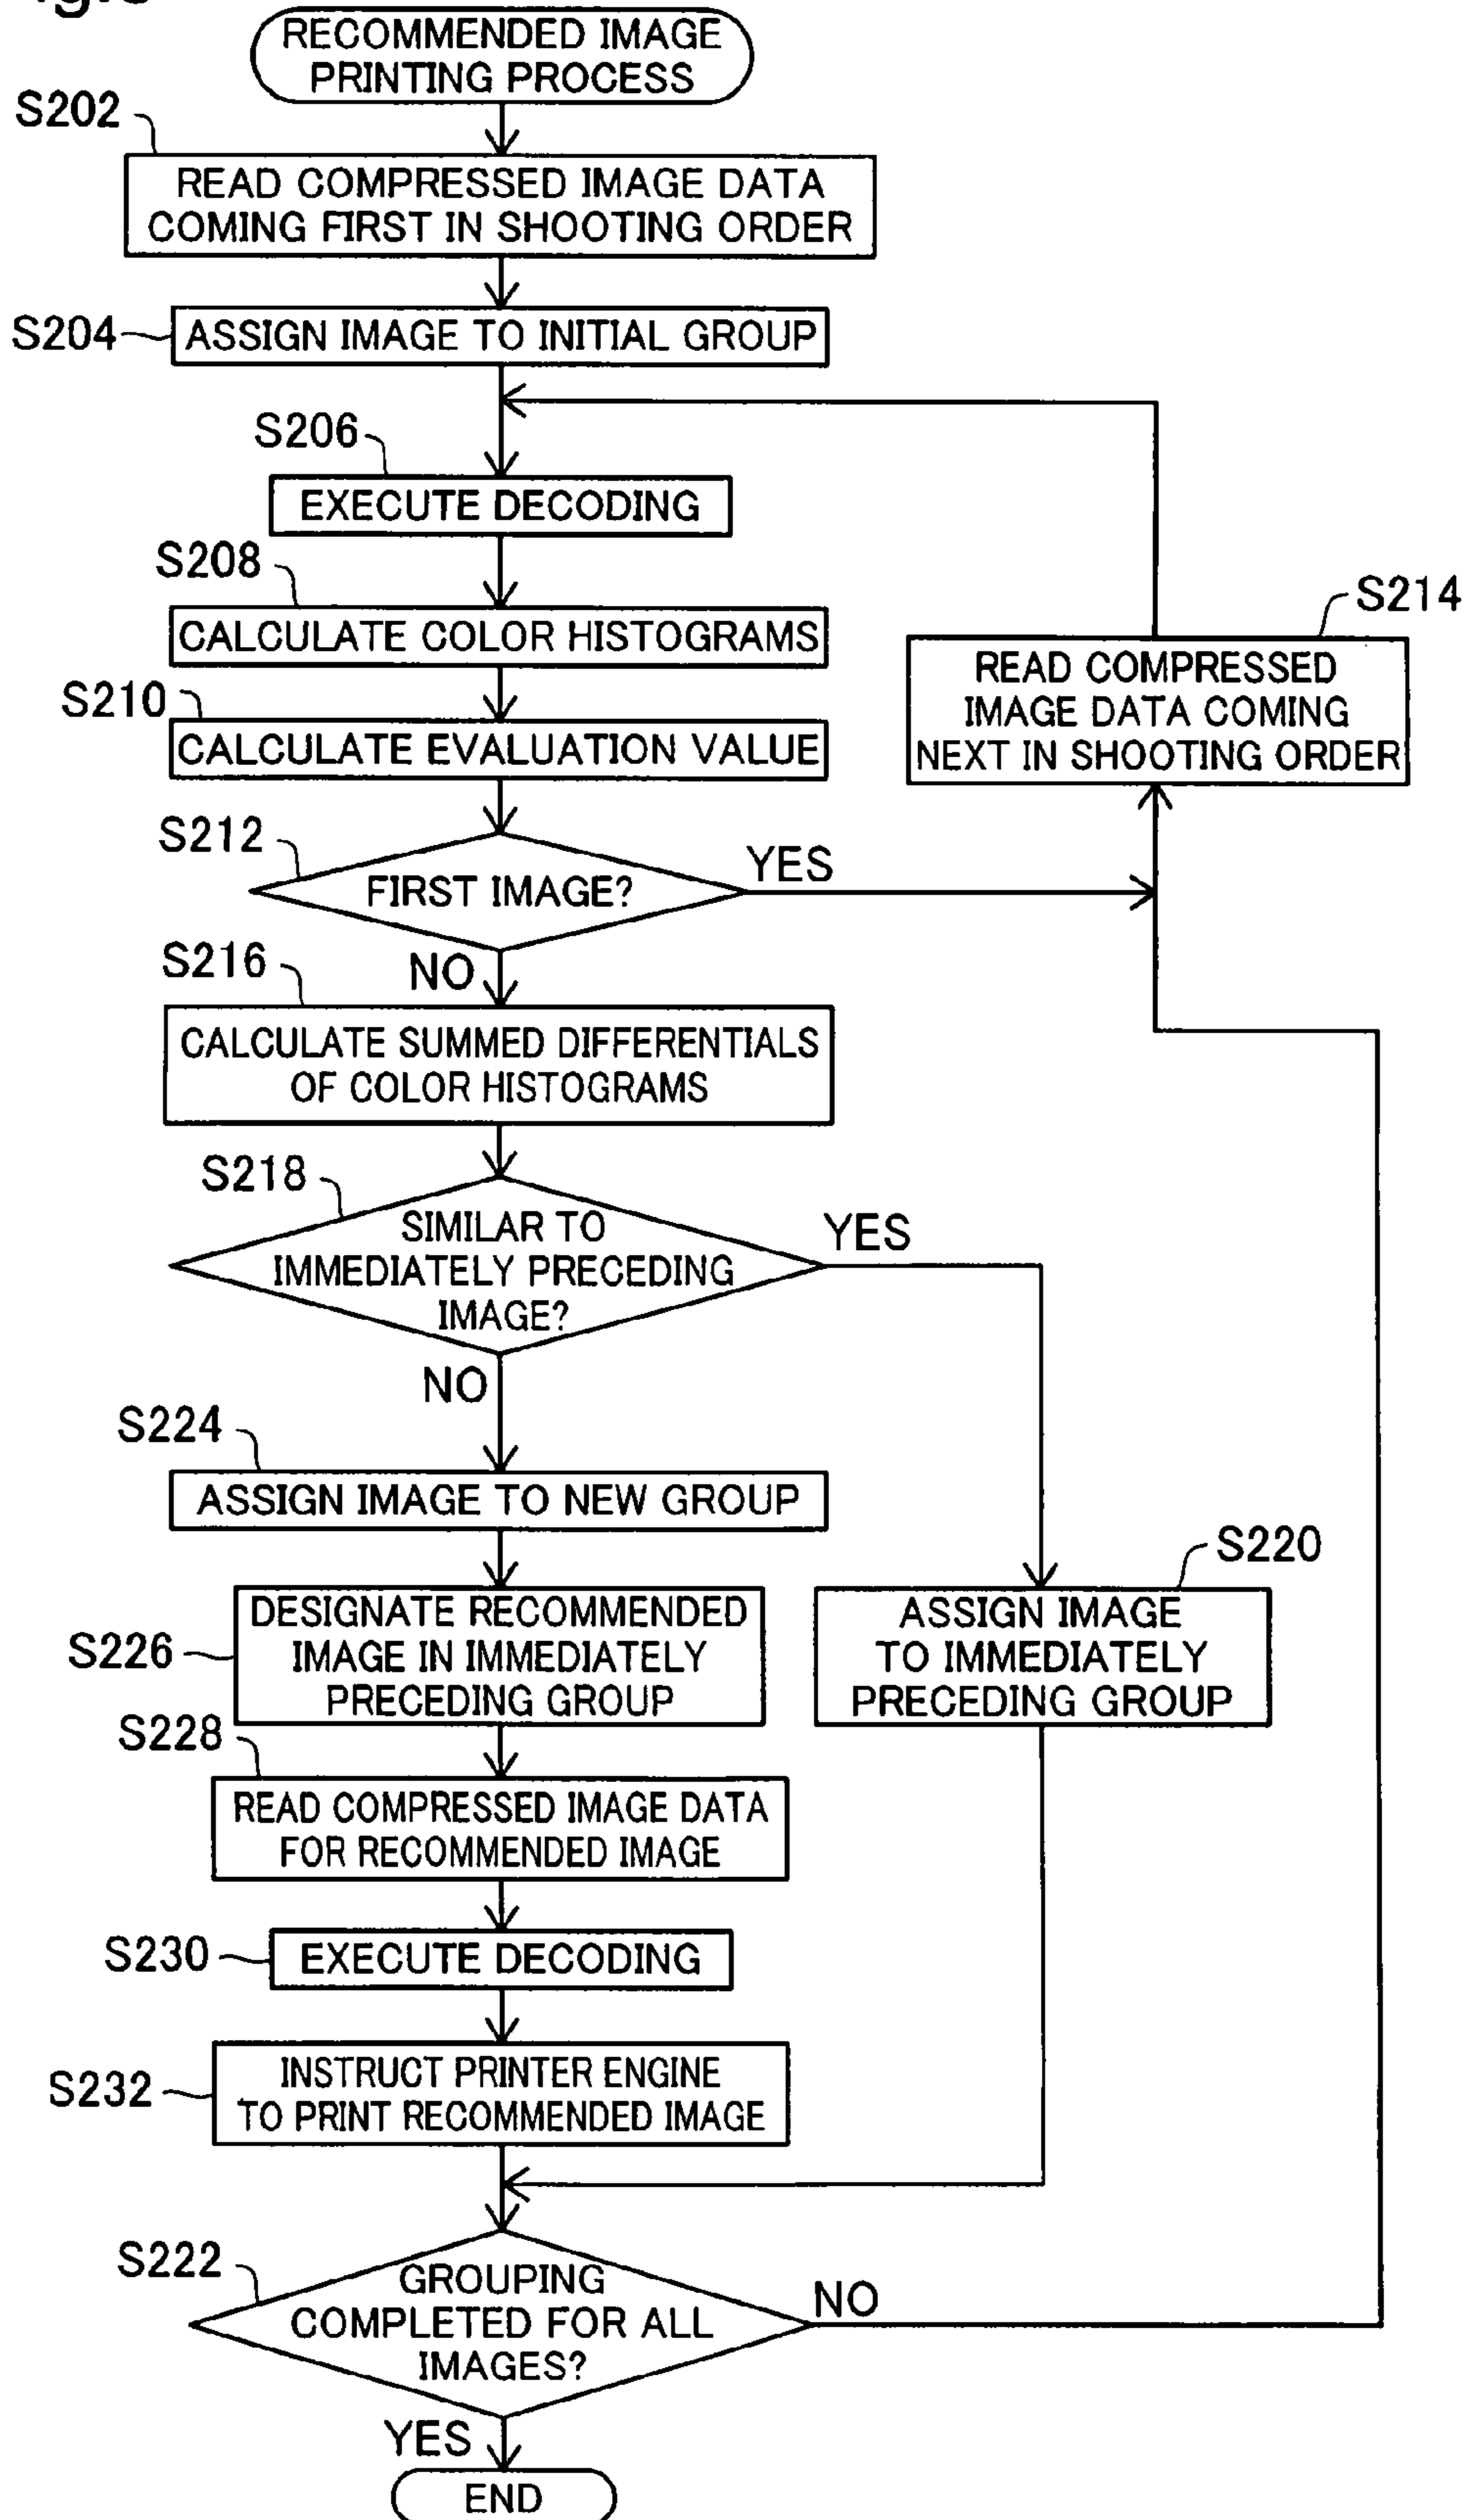 RECOMMENDED IMAGE
PRINTING PROCESS
S202
READ COMPRESSED IMAGE DATA
COMING FIRST IN SHOOTING ORDER
S204
ASSIGN IMAGE TO INITIAL GROUP
S206
EXECUTE DECODING
S208
CALCULATE COLOR HISTOGRAMS
S214
READ COMPRESSED
IMAGE DATA COMING
NEXT IN SHOOTING ORDER
S210
CALCULATE EVALUATION VALUE
S212
FIRST IMAGE?
YES
NO
S216
CALCULATE SUMMED DIFFERENTIALS
OF COLOR HISTOGRAMS
S218
SIMILAR TO
IMMEDIATELY PRECEDING
IMAGE?
YES
NO
S224
ASSIGN IMAGE TO NEW GROUP
S220
ASSIGN IMAGE
TO IMMEDIATELY
PRECEDING GROUP
S226
DESIGNATE RECOMMENDED
IMAGE IN IMMEDIATELY
PRECEDING GROUP
S228
READ COMPRESSED IMAGE DATA
FOR RECOMMENDED IMAGE
S230
EXECUTE DECODING
S232
INSTRUCT PRINTER ENGINE
TO PRINT RECOMMENDED IMAGE
S222
GROUPING
COMPLETED FOR ALL
IMAGES?
NO
YES
END